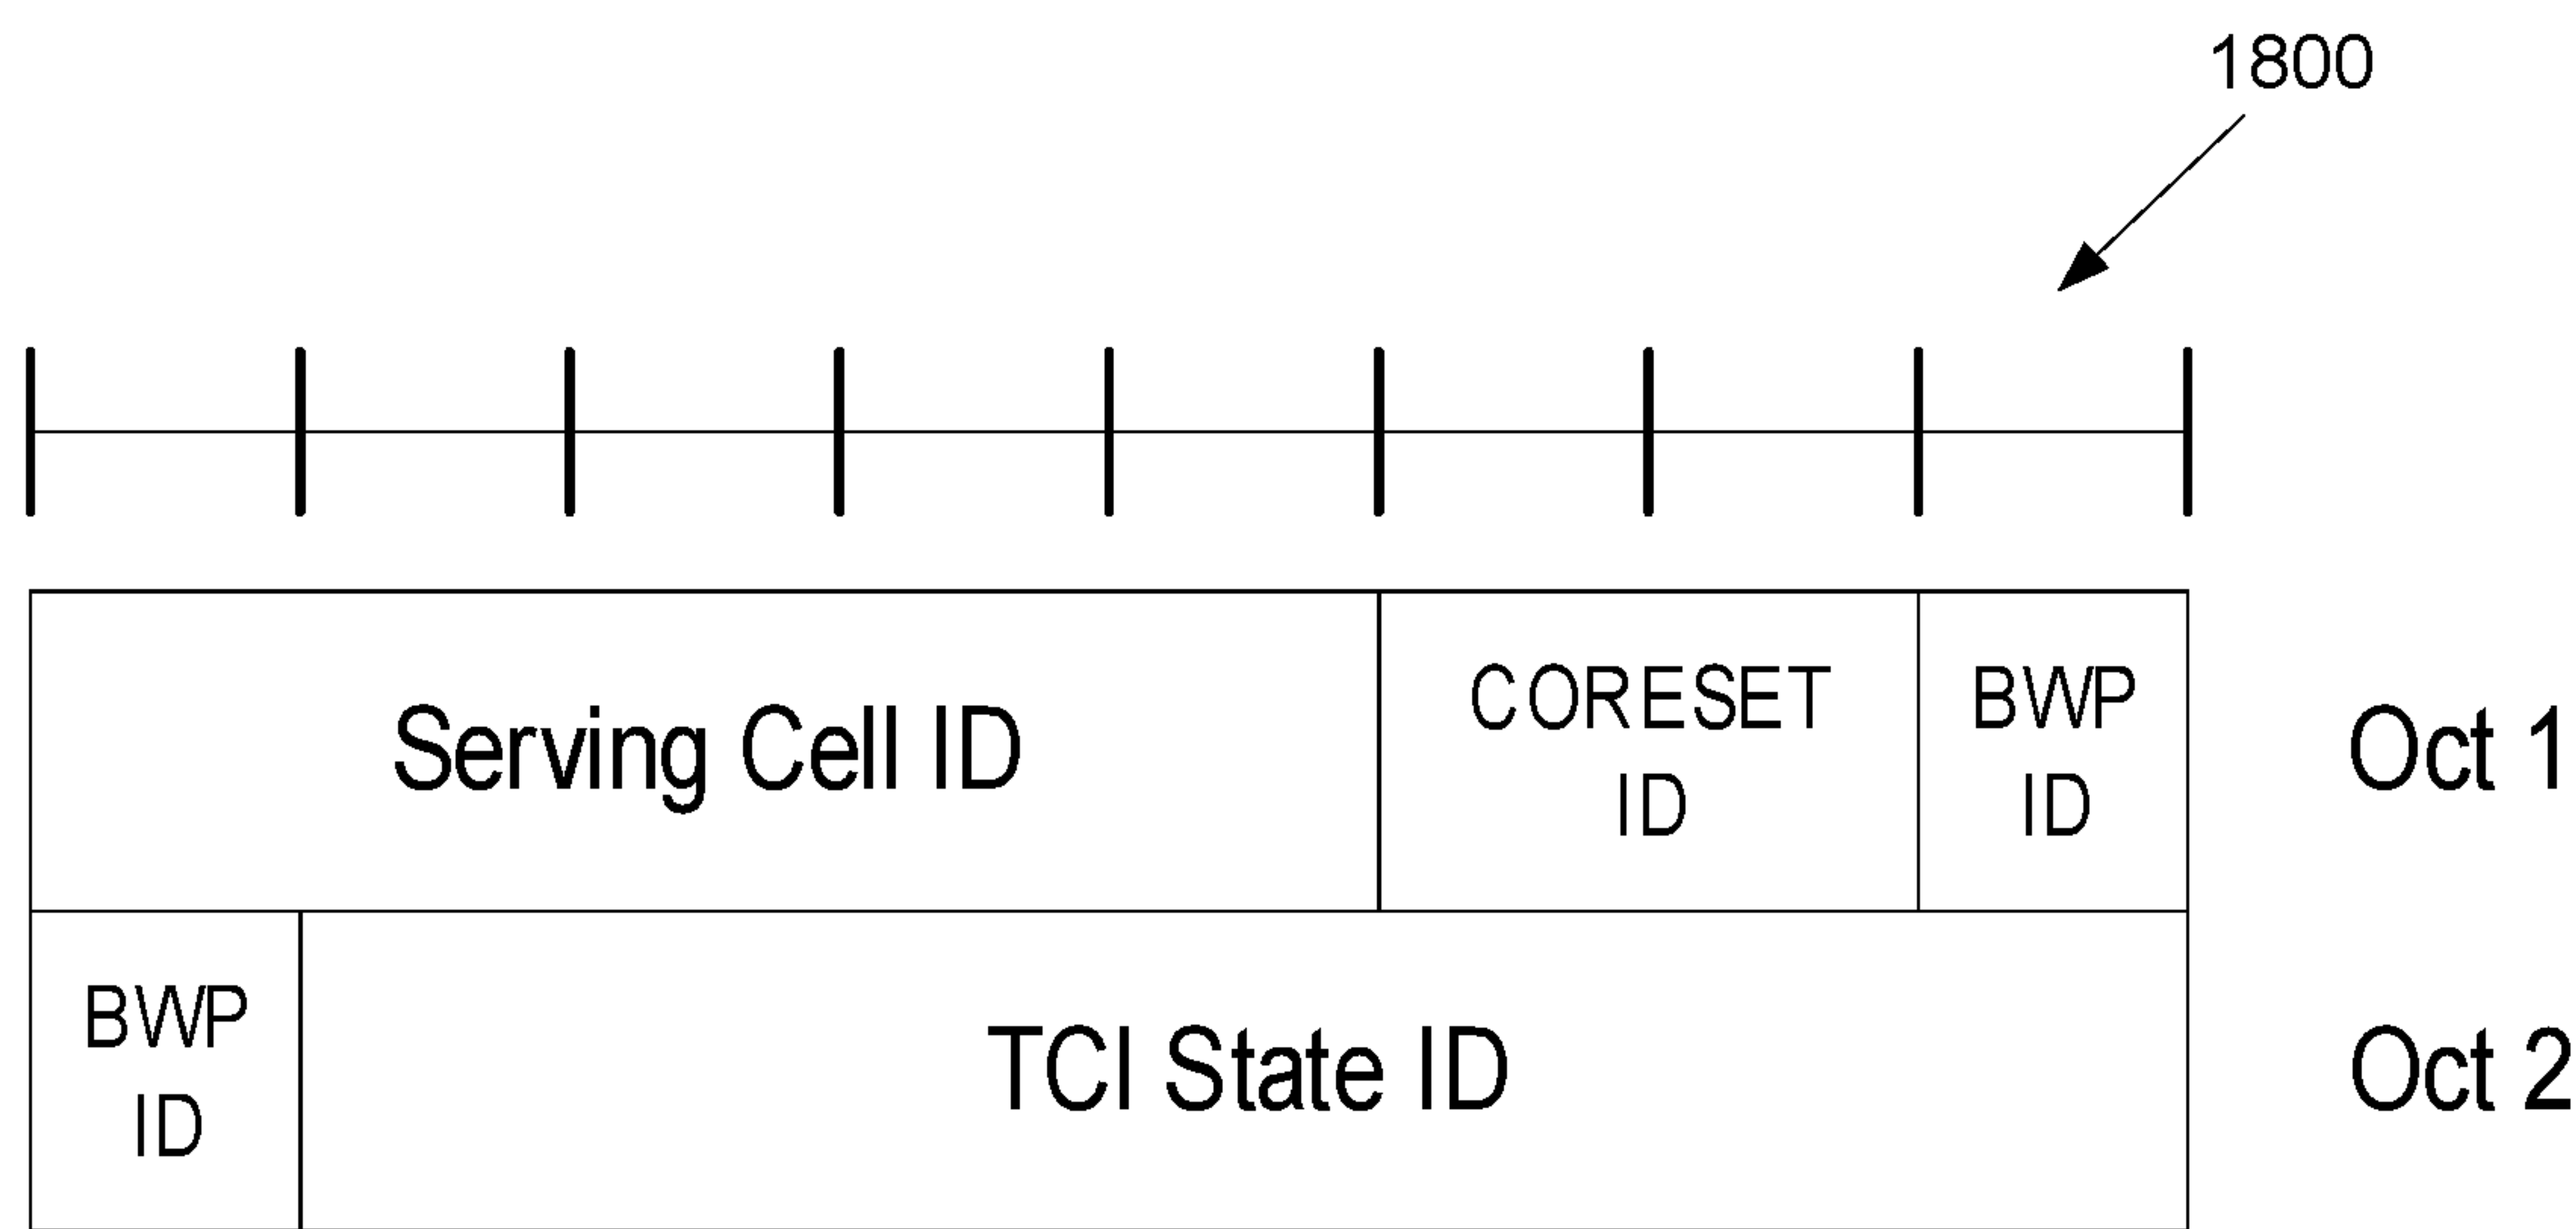 1800
Serving Cell ID
CORESET
ID
BWP
ID
Oct 1
BWP
ID
TCI State ID
Oct 2